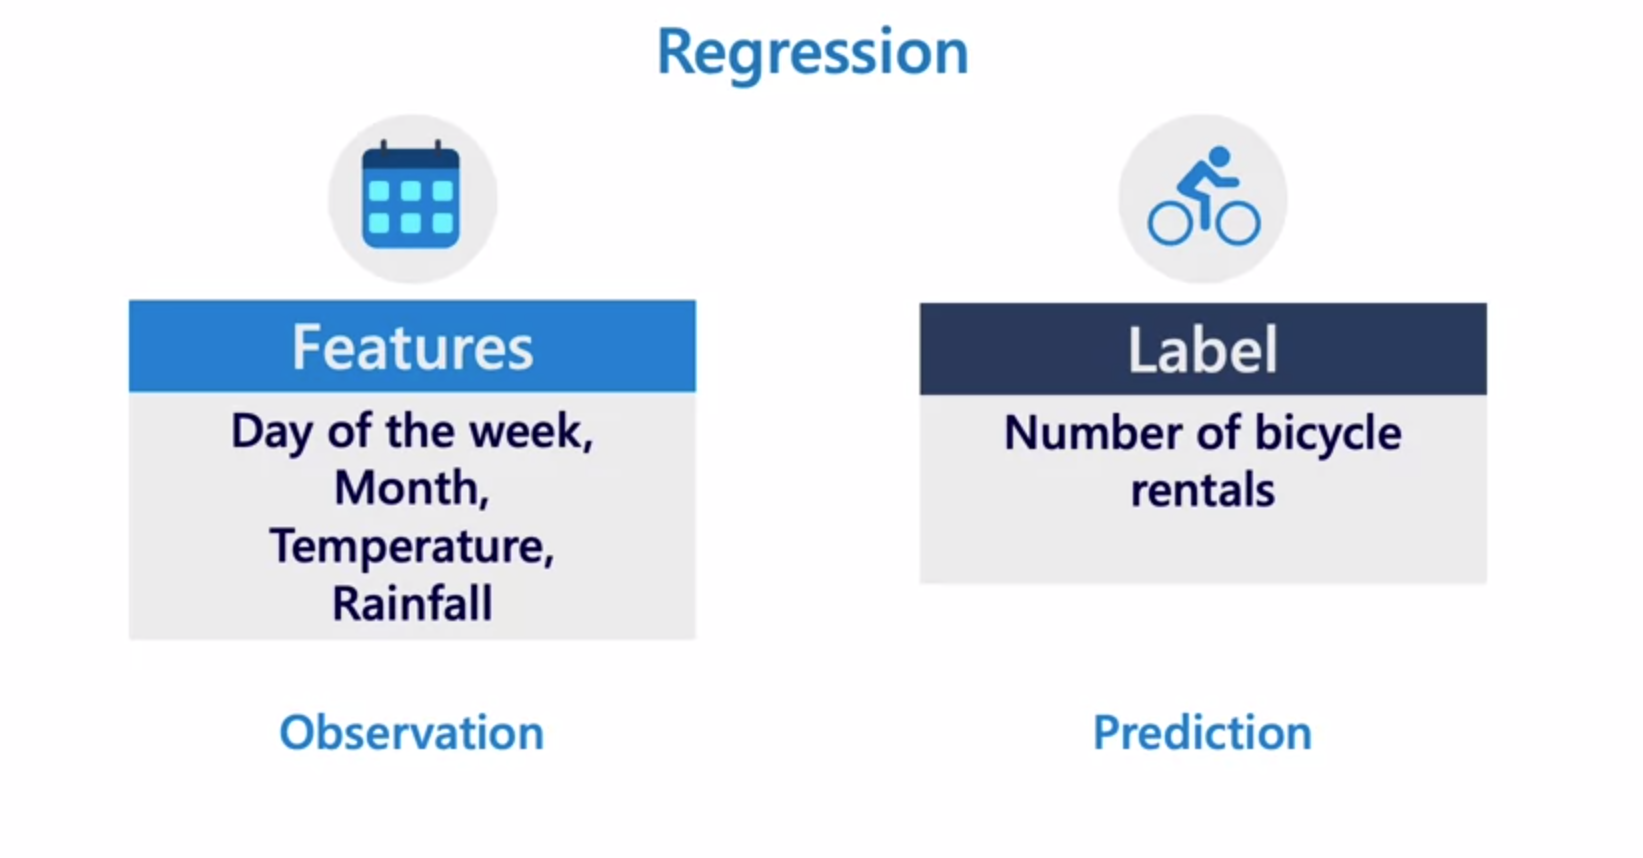 Regression
Features
Day of the week,
Month,
Temperature,
Rainfall
Observation
Label
Number of bicycle
rentals
Prediction